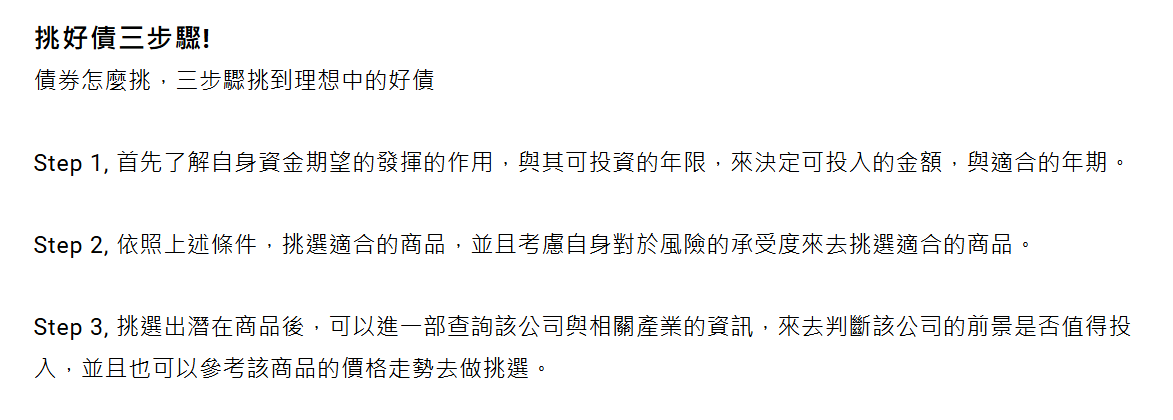 挑好債三步驟!
債券怎麼挑，三步驟挑到理想中的好債
Step 1, 首先了解自身資金期望的發揮的作用，與其可投資的年限，來決定可投入的金額，與適合的年期。
Step 2, 依照上述條件，挑選適合的商品，並且考慮自身對於風險的承受度來去挑選適合的商品。
Step 3, 挑選出潛在商品後，可以進一部查詢該公司與相關產業的資訊，來去判斷該公司的前景是否值得投
入，並且也可以參考該商品的價格走勢去做挑選。